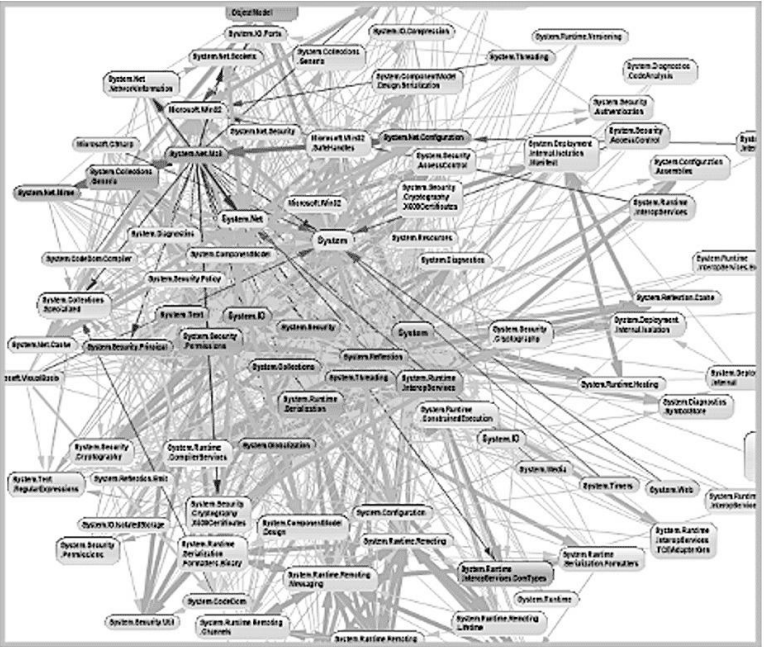 ObjectModel
System.IO.Ports
System.IO.Compression
System.Runtime.Versioning
System.Net.Sockets
System.Collections
.Generic
System.Threading
System.Diagnostics
.CodeAnalysis
System.Net
.NetworkInformation
System.ComponentModel
.Design.Serialization
Microsoft.Win32
System.Security
.Authentication
System.Net.Security
Microsoft.CSharp
Microsoft.Win32
.SafeHandles
System.Net.Configuration
System.Security
.AccessControl
System.Net.Mail
System.Deployment
.Internal.Isolation
.Manifest
System.Security
.AccessControl
System.Configuration
.Assemblies
System.Collections
.Generic
System.Net.Mime
System.Security
.Cryptography
.X509Certificates
Microsoft.Win32
System.Runtime
.InteropServices
System.Net
System.Diagnostics
System
System.Resources
System.CodeDom.Compiler
System.ComponentModel
System.Diagnostics
System.Runtime
System.Security.Policy
System.Collections
.Specialized
System.Reflection.Cache
System.Text
System.IO
System.Security
System
System.Security
.Cryptography
System.Deployment
.Internal.Isolation
System.Net.Cache
System.Security.Principal
System.Security
.Permissions
System.Reflection
System.Collections
System.Threading
System.Runtime
.InteropServices
System.Runtime.Hosting
.Internal
System.Runtime
.Serialization
System.Runtime
.ConstrainedExecution
System.Diagnostics
.SymbolStore
System.Security
.Cryptography
System.Runtime
.CompilerServices
System.Globalization
System.IO
System.Media
System.Text
.RegularExpressions
System.Reflection.Emit
System.Timers
System.Web
System.Security
.Cryptography
.X509Certificates
System.Configuration
System.IO.IsolatedStorage
System.ComponentModel
.Design
System.Runtime.Remoting
System.Security
.Permissions
System.Runtime
.Serialization
.Formatters.Binary
System.Runtime
.Serialization.Formatters
System.Runtime
.InteropServices
System.Runtime.Remoting
.Messaging
System.Runtime
.InteropServices.ComTypes
System.CodeDom
System.Runtime
System.Security.Util
System.Runtime.Remoting
.Channels
System.Runtime.Remoting
.Lifetime
System.Runtime.Remoting